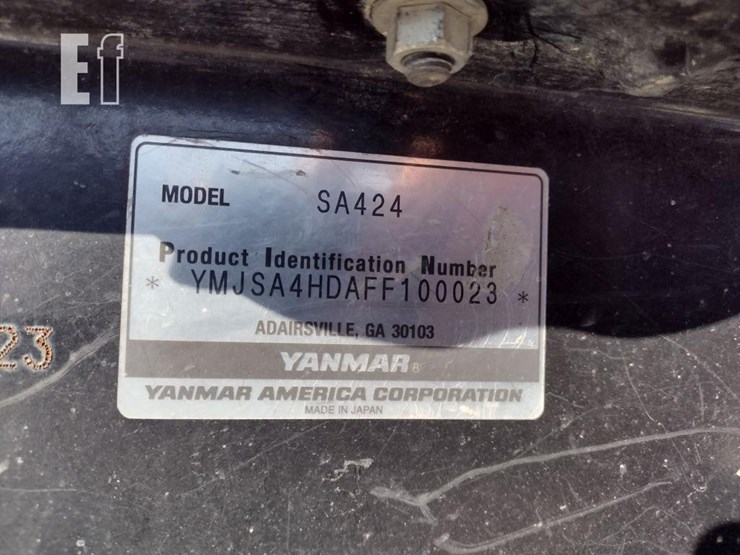 Ef
MODEL SA424
Product Identification Number
* YMJSA4HDAFF100023 *
ADAIRSVILLE, GA 30103
YANMAR®
YANMAR AMERICA CORPORATION
MADE IN JAPAN
23